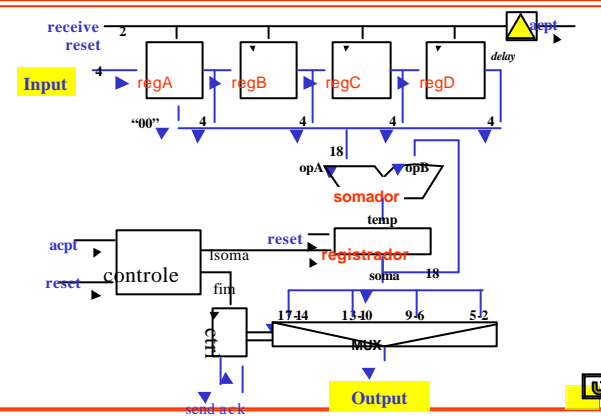 receive
reset
2
acpt
delay
Input
4
regA
regB
regC
regD
“00”
4
4
4
4
18
opA
opB
somador
temp
reset
registrador
acpt
reset
controle
lsoma
fim
soma
18
17-14
13-10
9-6
5-2
ctrl
MUX
send ack
Output